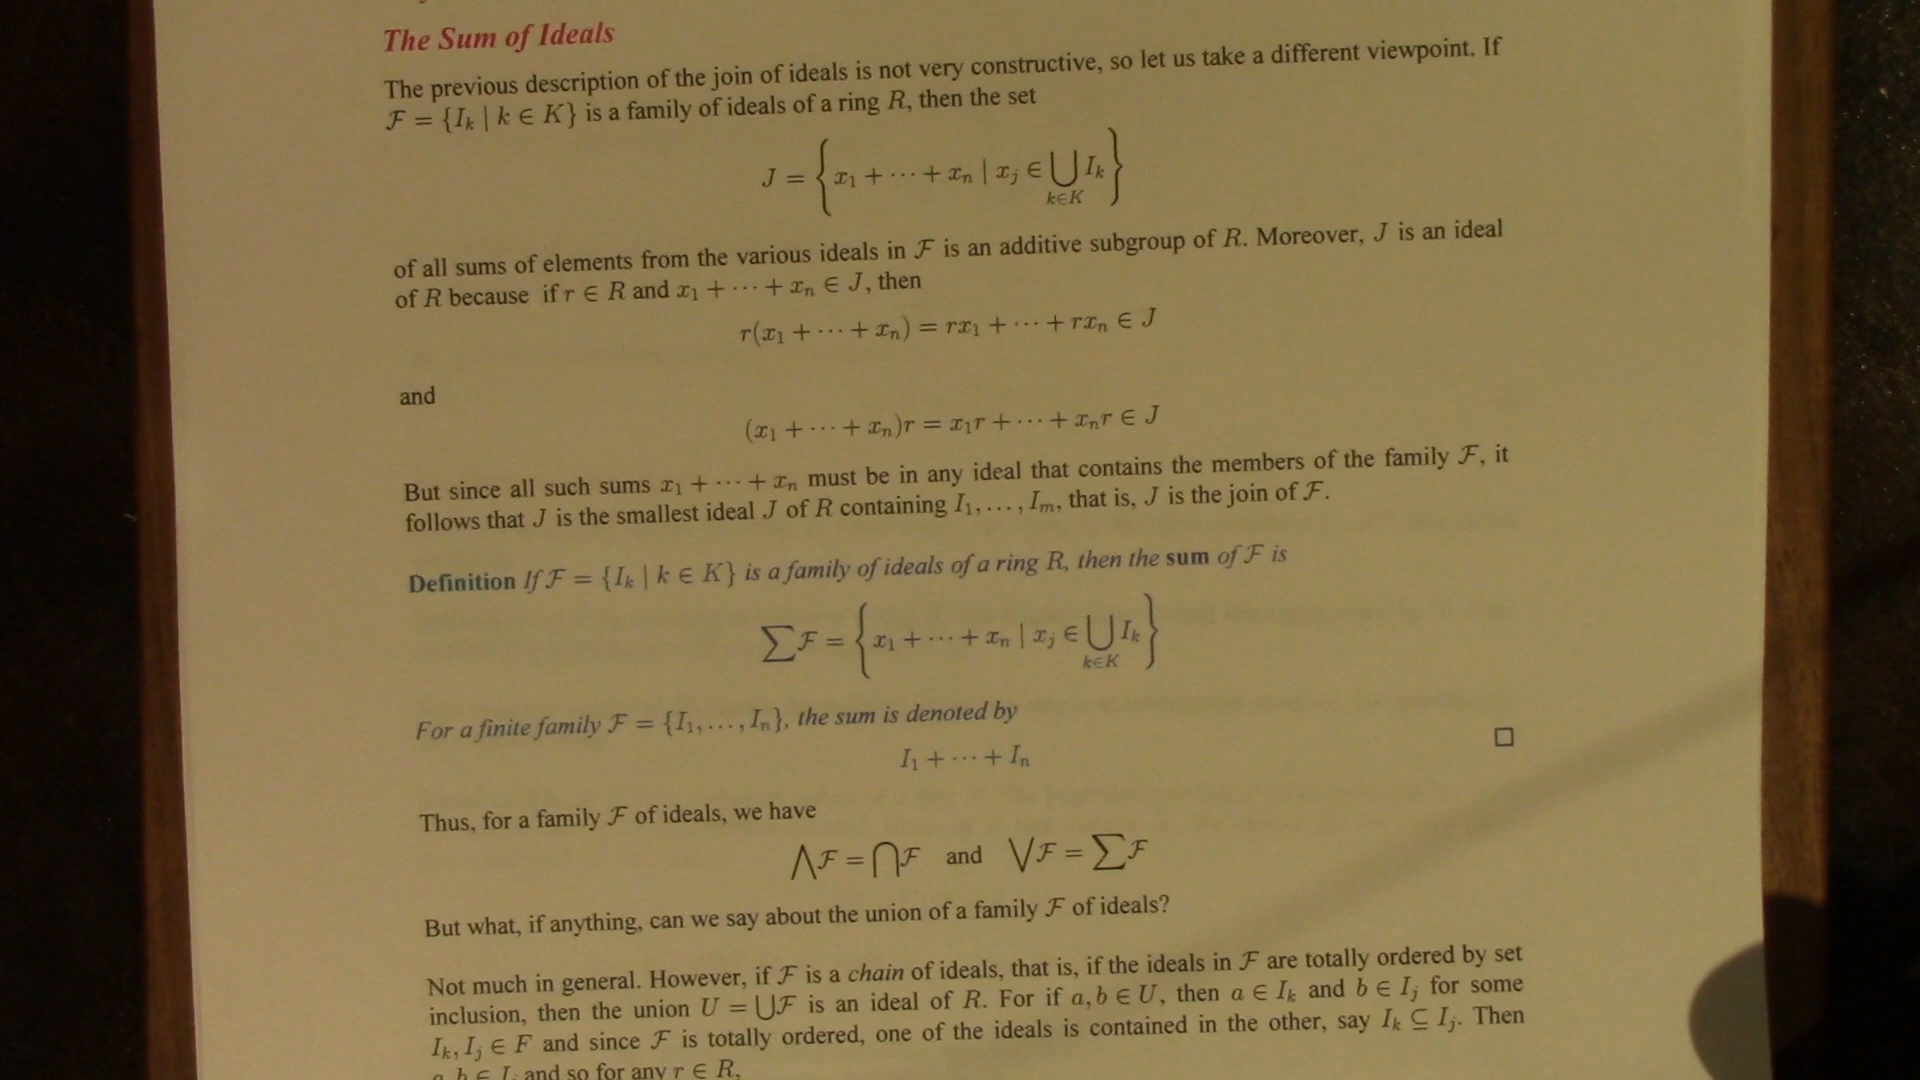 The Sum of Ideals
The previous description of the join of ideals is not very constructive, so let us take a different viewpoint. If
ℱ = {I_k | k ∈ K} is a family of ideals of a ring R, then the set
J = { x_1 + ⋯ + x_n | x_j ∈ ⋃_{k∈K} I_k }
of all sums of elements from the various ideals in ℱ is an additive subgroup of R. Moreover, J is an ideal
of R because if r ∈ R and x_1 + ⋯ + x_n ∈ J, then
r(x_1 + ⋯ + x_n) = rx_1 + ⋯ + rx_n ∈ J
and
(x_1 + ⋯ + x_n)r = x_1r + ⋯ + x_nr ∈ J
But since all such sums x_1 + ⋯ + x_n must be in any ideal that contains the members of the family ℱ, it
follows that J is the smallest ideal J of R containing I_1, …, I_m, that is, J is the join of ℱ.
Definition If ℱ = {I_k | k ∈ K} is a family of ideals of a ring R, then the sum of ℱ is
∑ℱ = { x_1 + ⋯ + x_n | x_j ∈ ⋃_{k∈K} I_k }
For a finite family ℱ = {I_1, …, I_n}, the sum is denoted by
I_1 + ⋯ + I_n □
Thus, for a family ℱ of ideals, we have
⋀ℱ = ⋂ℱ and ⋁ℱ = ∑ℱ
But what, if anything, can we say about the union of a family ℱ of ideals?
Not much in general. However, if ℱ is a chain of ideals, that is, if the ideals in ℱ are totally ordered by set
inclusion, then the union U = ⋃ℱ is an ideal of R. For if a, b ∈ U, then a ∈ I_k and b ∈ I_j for some
I_k, I_j ∈ F and since ℱ is totally ordered, one of the ideals is contained in the other, say I_k ⊆ I_j. Then
a, b ∈ I_j and so for any r ∈ R,